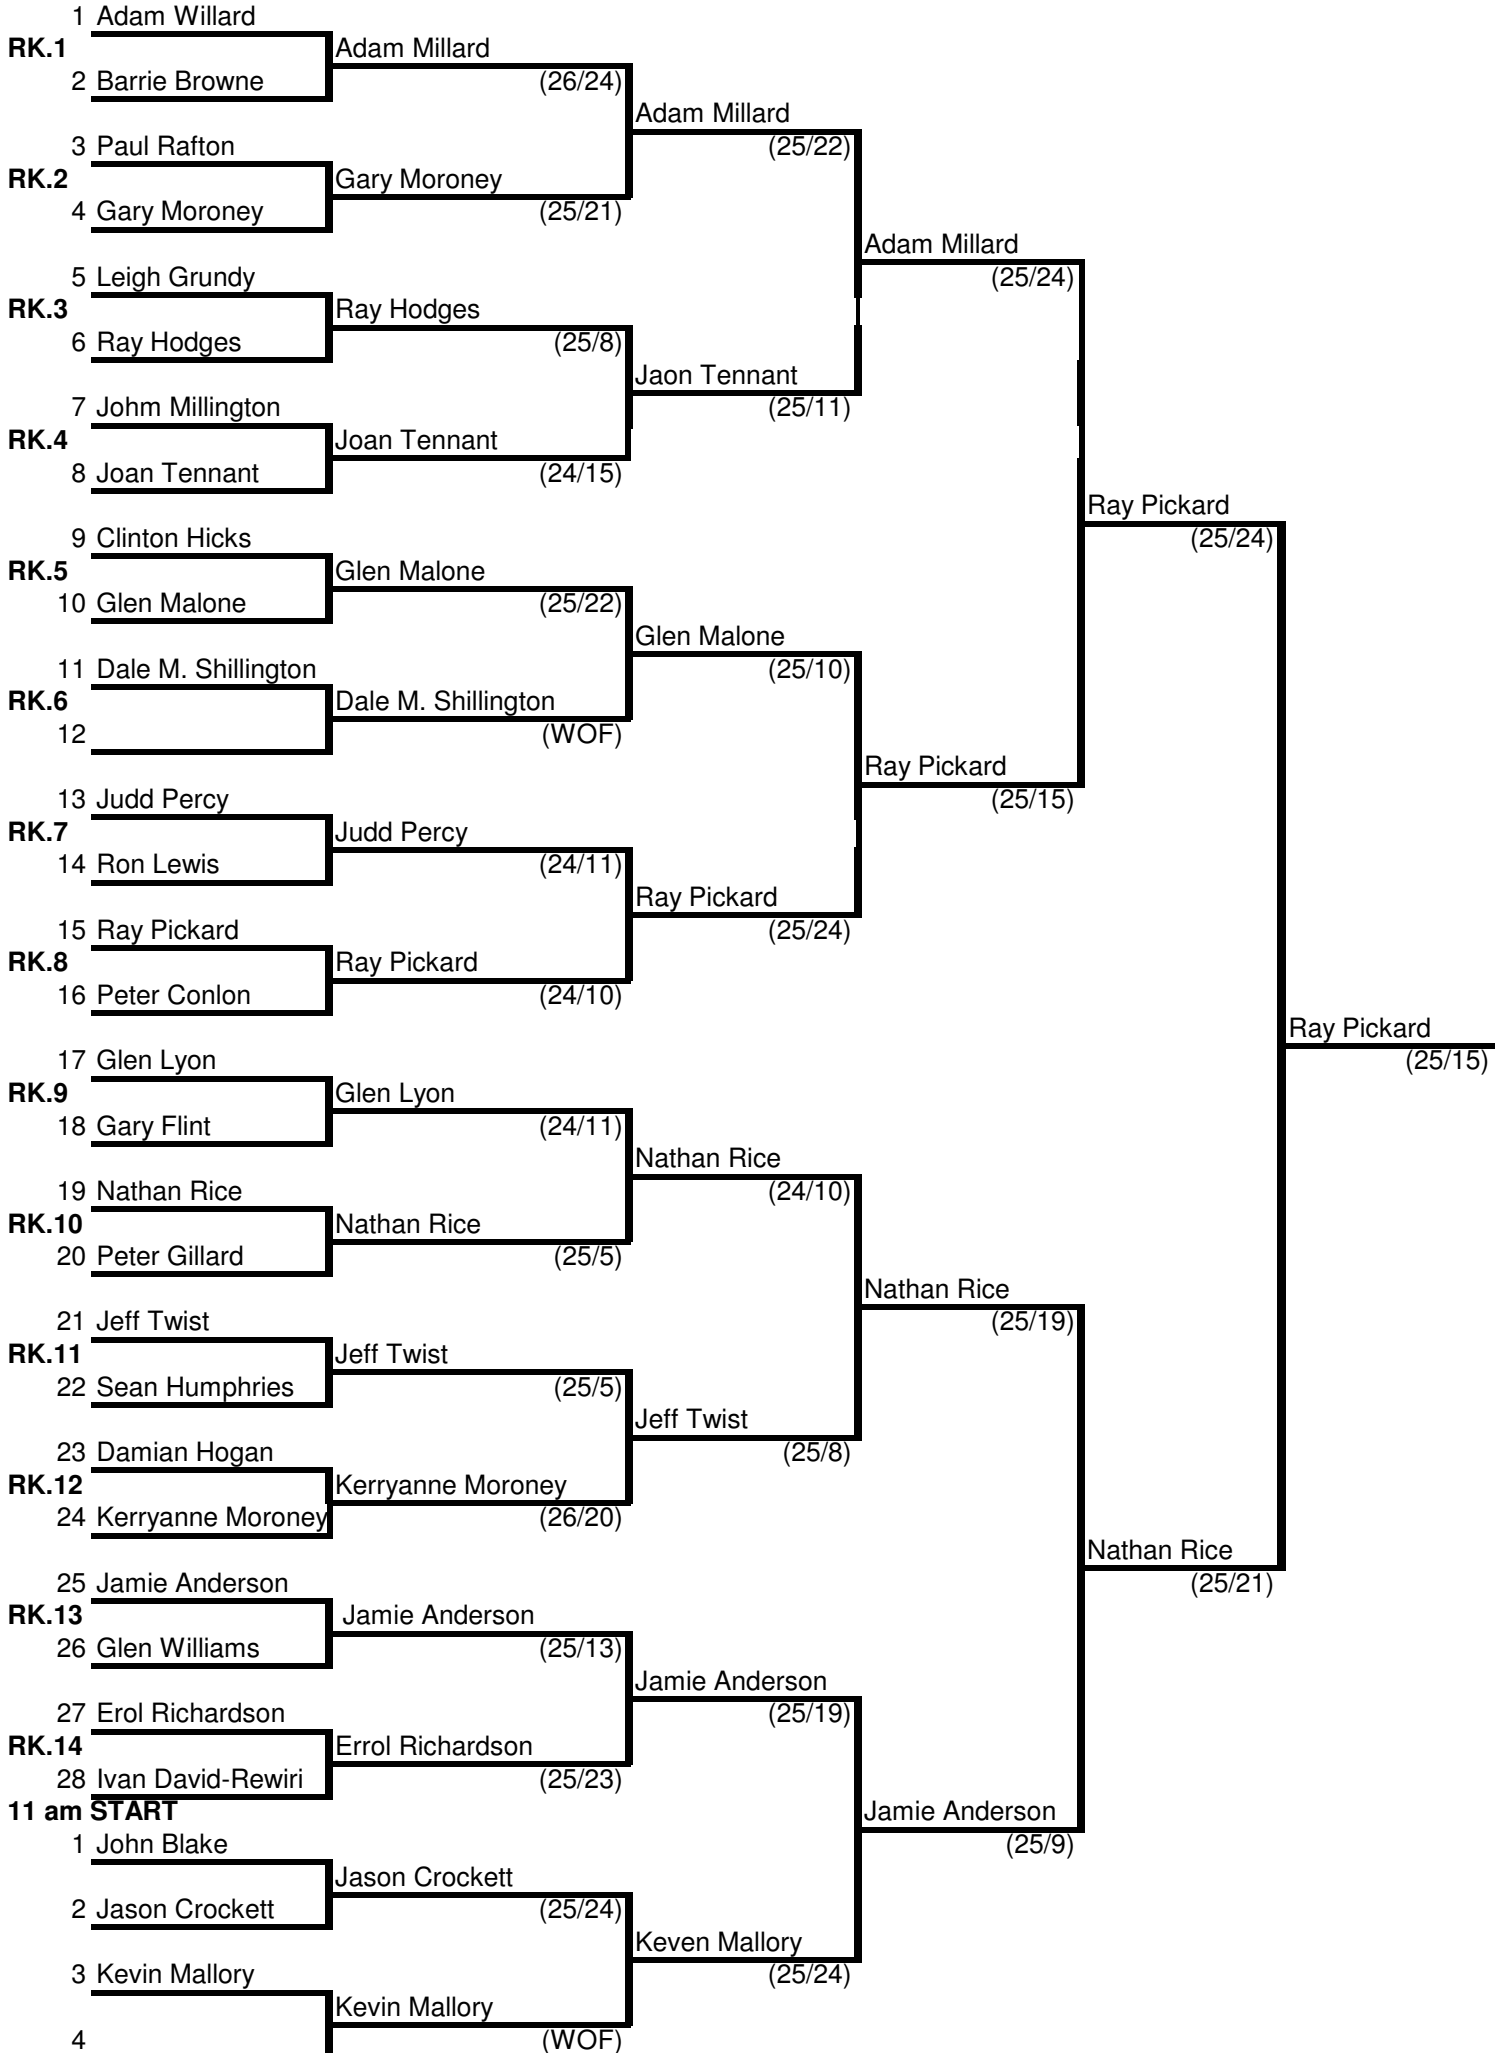 1 Adam Willard
RK.1 Adam Millard
2 Barrie Browne (26/24)
Adam Millard
3 Paul Rafton (25/22)
RK.2 Gary Moroney
4 Gary Moroney (25/21)
Adam Millard
5 Leigh Grundy (25/24)
RK.3 Ray Hodges
6 Ray Hodges (25/8)
Jaon Tennant
7 Johm Millington (25/11)
RK.4 Joan Tennant
8 Joan Tennant (24/15)
Ray Pickard
9 Clinton Hicks (25/24)
RK.5 Glen Malone
10 Glen Malone (25/22)
Glen Malone
11 Dale M. Shillington (25/10)
RK.6 Dale M. Shillington
12 (WOF)
Ray Pickard
13 Judd Percy (25/15)
RK.7 Judd Percy
14 Ron Lewis (24/11)
Ray Pickard
15 Ray Pickard (25/24)
RK.8 Ray Pickard
16 Peter Conlon (24/10)
Ray Pickard
17 Glen Lyon (25/15)
RK.9 Glen Lyon
18 Gary Flint (24/11)
Nathan Rice
19 Nathan Rice (24/10)
RK.10 Nathan Rice
20 Peter Gillard (25/5)
Nathan Rice
21 Jeff Twist (25/19)
RK.11 Jeff Twist
22 Sean Humphries (25/5)
Jeff Twist
23 Damian Hogan (25/8)
RK.12 Kerryanne Moroney
24 Kerryanne Moroney (26/20)
Nathan Rice
25 Jamie Anderson (25/21)
RK.13 Jamie Anderson
26 Glen Williams (25/13)
Jamie Anderson
27 Erol Richardson (25/19)
RK.14 Errol Richardson
28 Ivan David-Rewiri (25/23)
11 am START Jamie Anderson
1 John Blake (25/9)
Jason Crockett
2 Jason Crockett (25/24)
Keven Mallory
3 Kevin Mallory (25/24)
Kevin Mallory
4 (WOF)